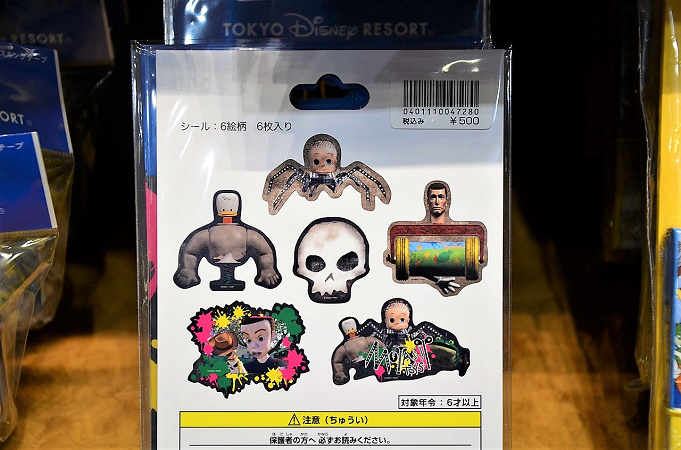 TOKYO Disney RESORT®
ORT®
シール：6絵柄　6枚入り
0401110047280
税込み　￥500
対象年令：6才以上
注意（ちゅうい）
保護者の方へ 必ずお読みください。